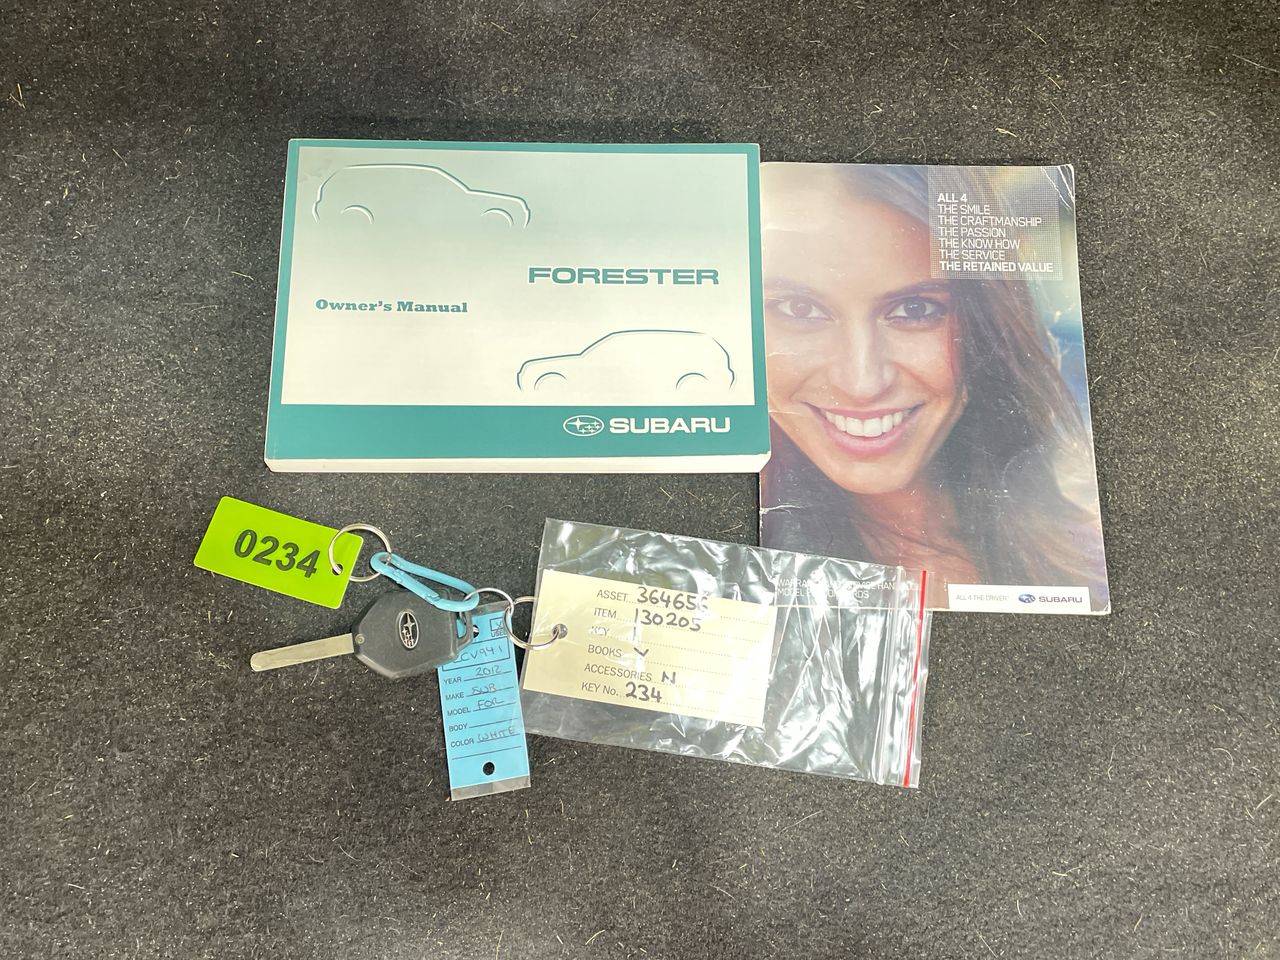 FORESTER
Owner's Manual
SUBARU
ALL 4
THE SMILE
THE CRAFTMANSHIP
THE PASSION
THE KNOW HOW
THE SERVICE
THE RETAINED VALUE
ALL 4 THE DRIVER
SUBARU
0234
ASSET 364656
ITEM 130205
KEY 1
BOOKS Y
ACCESSORIES N
KEY No. 234
USED
CV941
YEAR 2012
MAKE SUB
MODEL FOR
BODY
COLOR WHITE